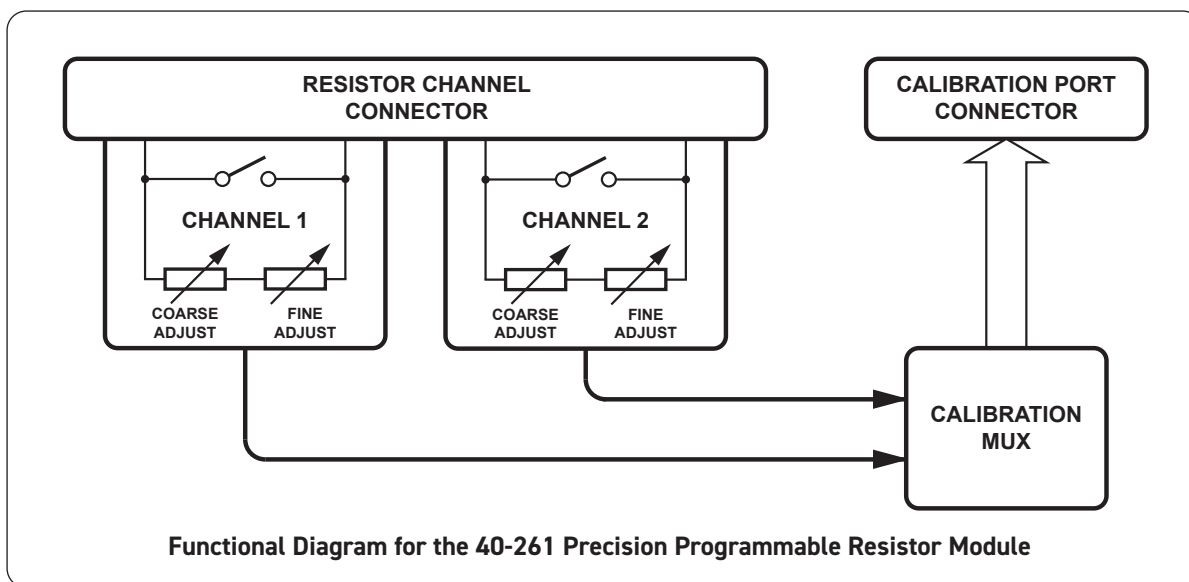 RESISTOR CHANNEL
CONNECTOR
CALIBRATION PORT
CONNECTOR
CHANNEL 1
COARSE
ADJUST
FINE
ADJUST
CHANNEL 2
COARSE
ADJUST
FINE
ADJUST
CALIBRATION
MUX
Functional Diagram for the 40-261 Precision Programmable Resistor Module